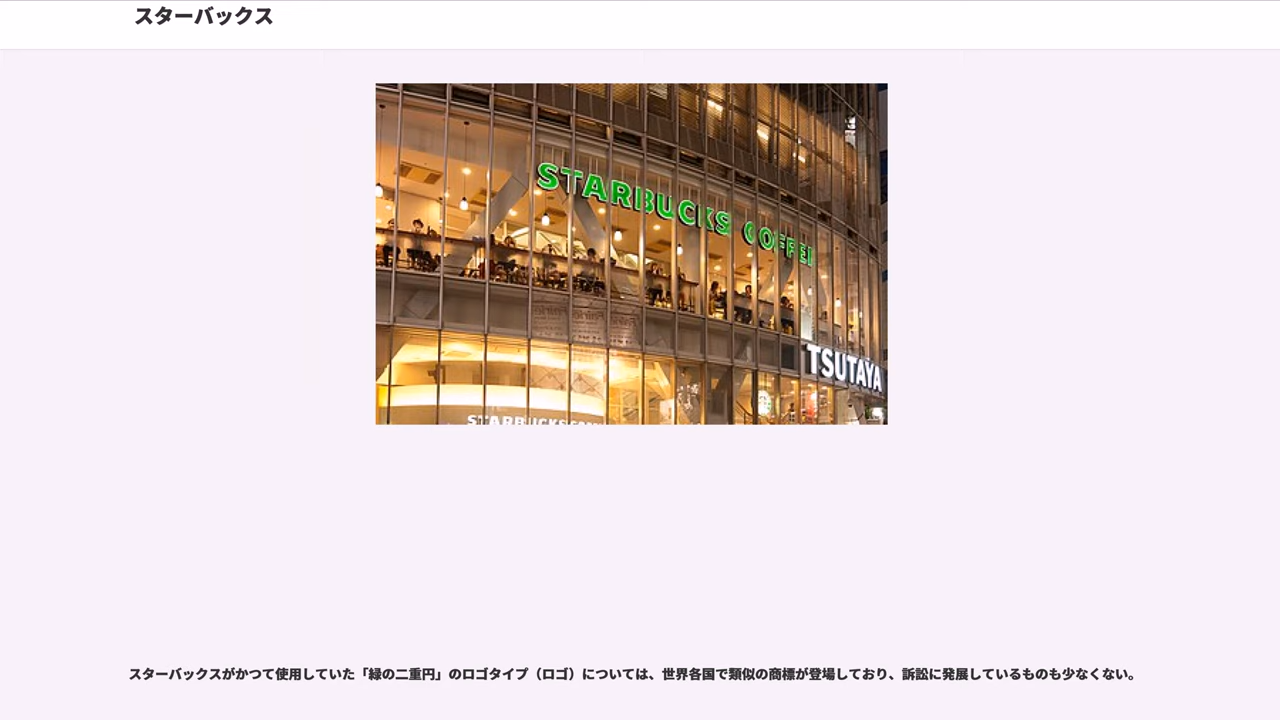 スターバックス
STARBUCKS COFFEE
TSUTAYA
STARBUCKS
スターバックスがかつて使用していた「緑の二重円」のロゴタイプ（ロゴ）については、世界各国で類似の商標が登場しており、訴訟に発展しているものも少なくない。